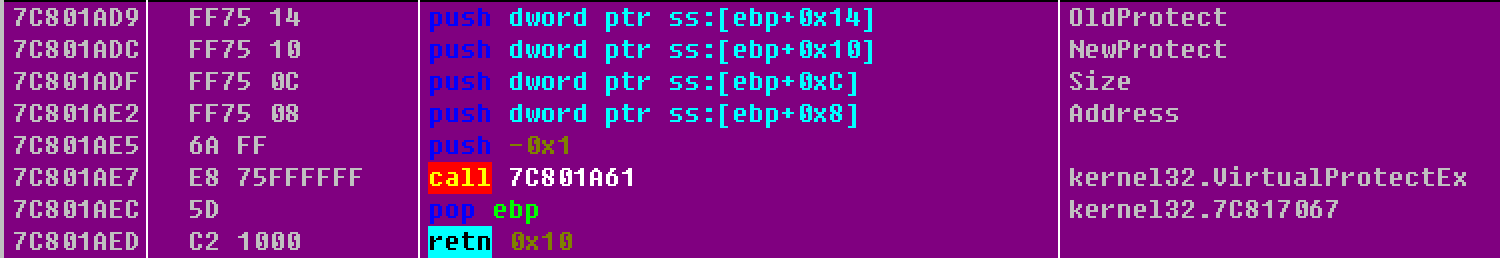 7C801AD9 FF75 14 push dword ptr ss:[ebp+0x14] OldProtect
7C801ADC FF75 10 push dword ptr ss:[ebp+0x10] NewProtect
7C801ADF FF75 0C push dword ptr ss:[ebp+0xC] Size
7C801AE2 FF75 08 push dword ptr ss:[ebp+0x8] Address
7C801AE5 6A FF push -0x1
7C801AE7 E8 75FFFFFF call 7C801A61 kernel32.VirtualProtectEx
7C801AEC 5D pop ebp kernel32.7C817067
7C801AED C2 1000 retn 0x10